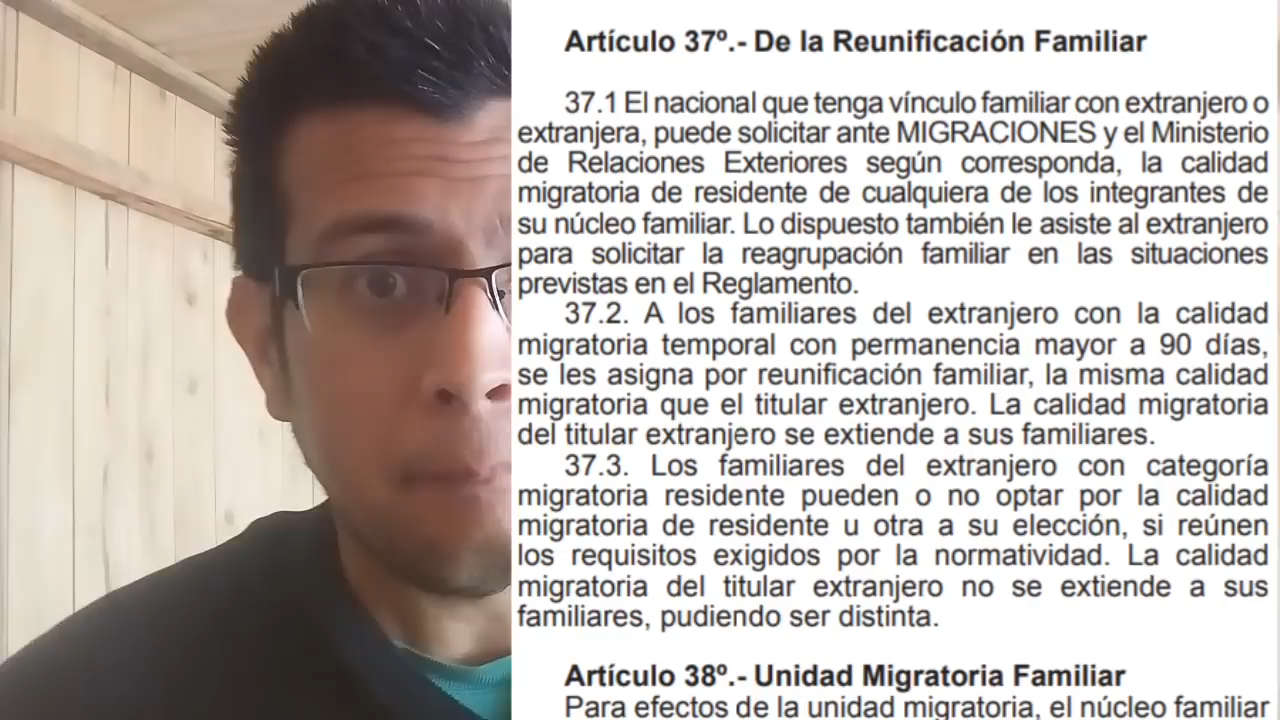 Artículo 37º.- De la Reunificación Familiar
37.1 El nacional que tenga vínculo familiar con extranjero o
extranjera, puede solicitar ante MIGRACIONES y el Ministerio
de Relaciones Exteriores según corresponda, la calidad
migratoria de residente de cualquiera de los integrantes de
su núcleo familiar. Lo dispuesto también le asiste al extranjero
para solicitar la reagrupación familiar en las situaciones
previstas en el Reglamento.
37.2. A los familiares del extranjero con la calidad
migratoria temporal con permanencia mayor a 90 días,
se les asigna por reunificación familiar, la misma calidad
migratoria que el titular extranjero. La calidad migratoria
del titular extranjero se extiende a sus familiares.
37.3. Los familiares del extranjero con categoría
migratoria residente pueden o no optar por la calidad
migratoria de residente u otra a su elección, si reúnen
los requisitos exigidos por la normatividad. La calidad
migratoria del titular extranjero no se extiende a sus
familiares, pudiendo ser distinta.
Artículo 38º.- Unidad Migratoria Familiar
Para efectos de la unidad migratoria, el núcleo familiar